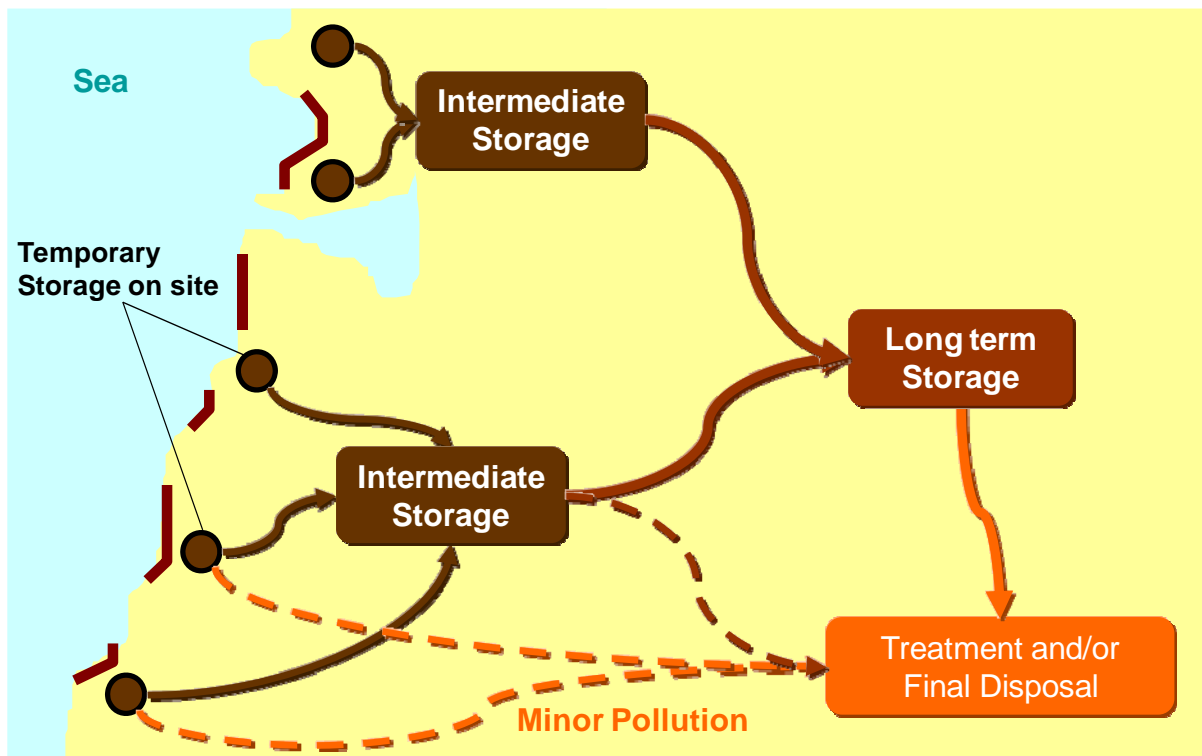 Sea
Intermediate
Storage
Temporary
Storage on site
Long term
Storage
Intermediate
Storage
Treatment and/or
Final Disposal
Minor Pollution